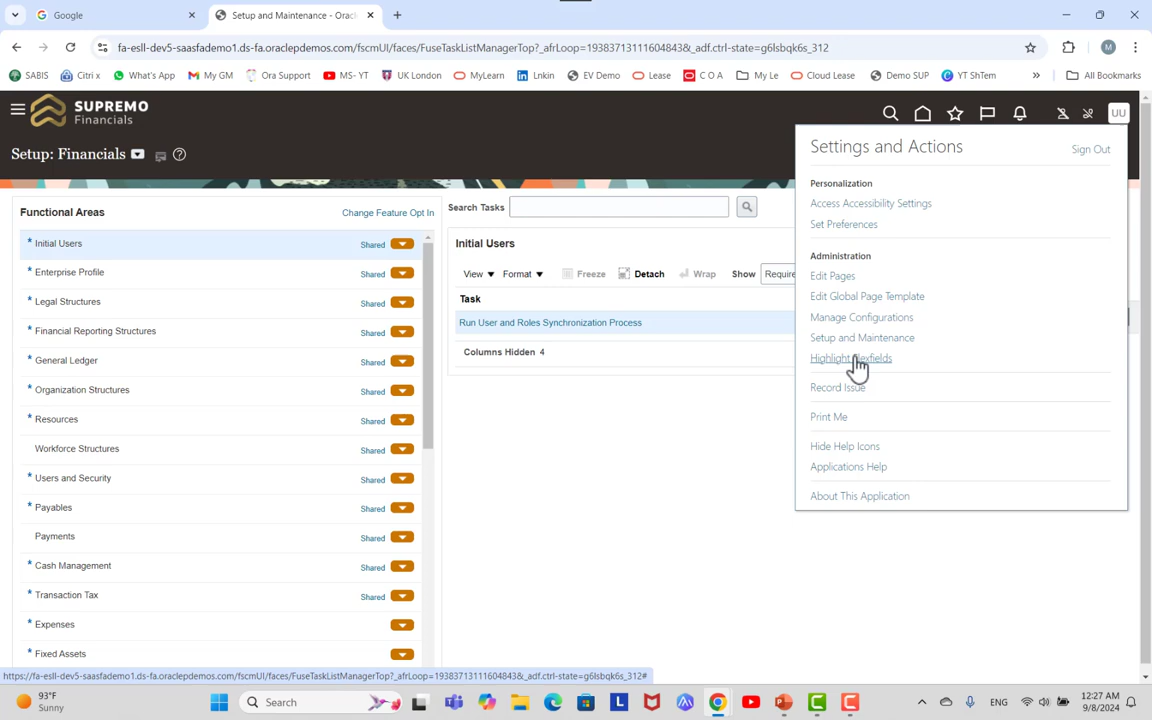 Google
Setup and Maintenance - Orac
fa-esll-dev5-saasfademo1.ds-fa.oraclepdemos.com/fscmUI/faces/FuseTaskListManagerTop?_afrLoop=19383713111604843&_adf.ctrl-state=g6lsbqk6s_312
M
SABIS
Citri x
What's App
My GM
Ora Support
MS- YT
UK London
MyLearn
Lnkin
EV Demo
Lease
C O A
My Le
Cloud Lease
Demo SUP
YT ShTem
All Bookmarks
SUPREMO
Financials
UU
Setup: Financials
Settings and Actions
Sign Out
Personalization
Access Accessibility Settings
Set Preferences
Administration
Edit Pages
Edit Global Page Template
Manage Configurations
Setup and Maintenance
Highlight Flexfields
Record Issue
Print Me
Hide Help Icons
Applications Help
About This Application
Functional Areas
Change Feature Opt In
* Initial Users Shared
* Enterprise Profile Shared
* Legal Structures Shared
* Financial Reporting Structures Shared
* General Ledger Shared
* Organization Structures Shared
* Resources Shared
Workforce Structures Shared
* Users and Security Shared
* Payables Shared
Payments Shared
* Cash Management Shared
* Transaction Tax Shared
* Expenses
* Fixed Assets
Search Tasks
Initial Users
View Format Freeze Detach Wrap Show Require
Task
Run User and Roles Synchronization Process
Columns Hidden 4
https://fa-esll-dev5-saasfademo1.ds-fa.oraclepdemos.com/fscmUI/faces/FuseTaskListManagerTop?_afrLoop=19383713111604843&_adf.ctrl-state=g6lsbqk6s_312#
93°F
Sunny
Search
ENG
12:27 AM
9/8/2024